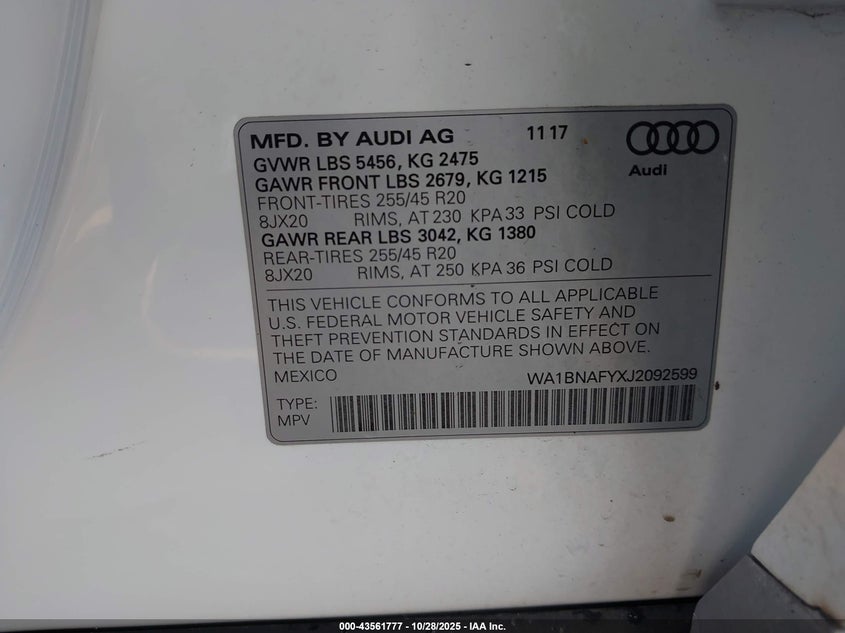 MFD. BY AUDI AG 11 17
GVWR LBS 5456, KG 2475
GAWR FRONT LBS 2679, KG 1215
FRONT-TIRES 255/45 R20
8JX20 RIMS, AT 230 KPA 33 PSI COLD
GAWR REAR LBS 3042, KG 1380
REAR-TIRES 255/45 R20
8JX20 RIMS, AT 250 KPA 36 PSI COLD
Audi
THIS VEHICLE CONFORMS TO ALL APPLICABLE
U.S. FEDERAL MOTOR VEHICLE SAFETY AND
THEFT PREVENTION STANDARDS IN EFFECT ON
THE DATE OF MANUFACTURE SHOWN ABOVE.
MEXICO WA1BNAFYXJ2092599
TYPE:
MPV
000-43561777 - 10/28/2025 - IAA Inc.